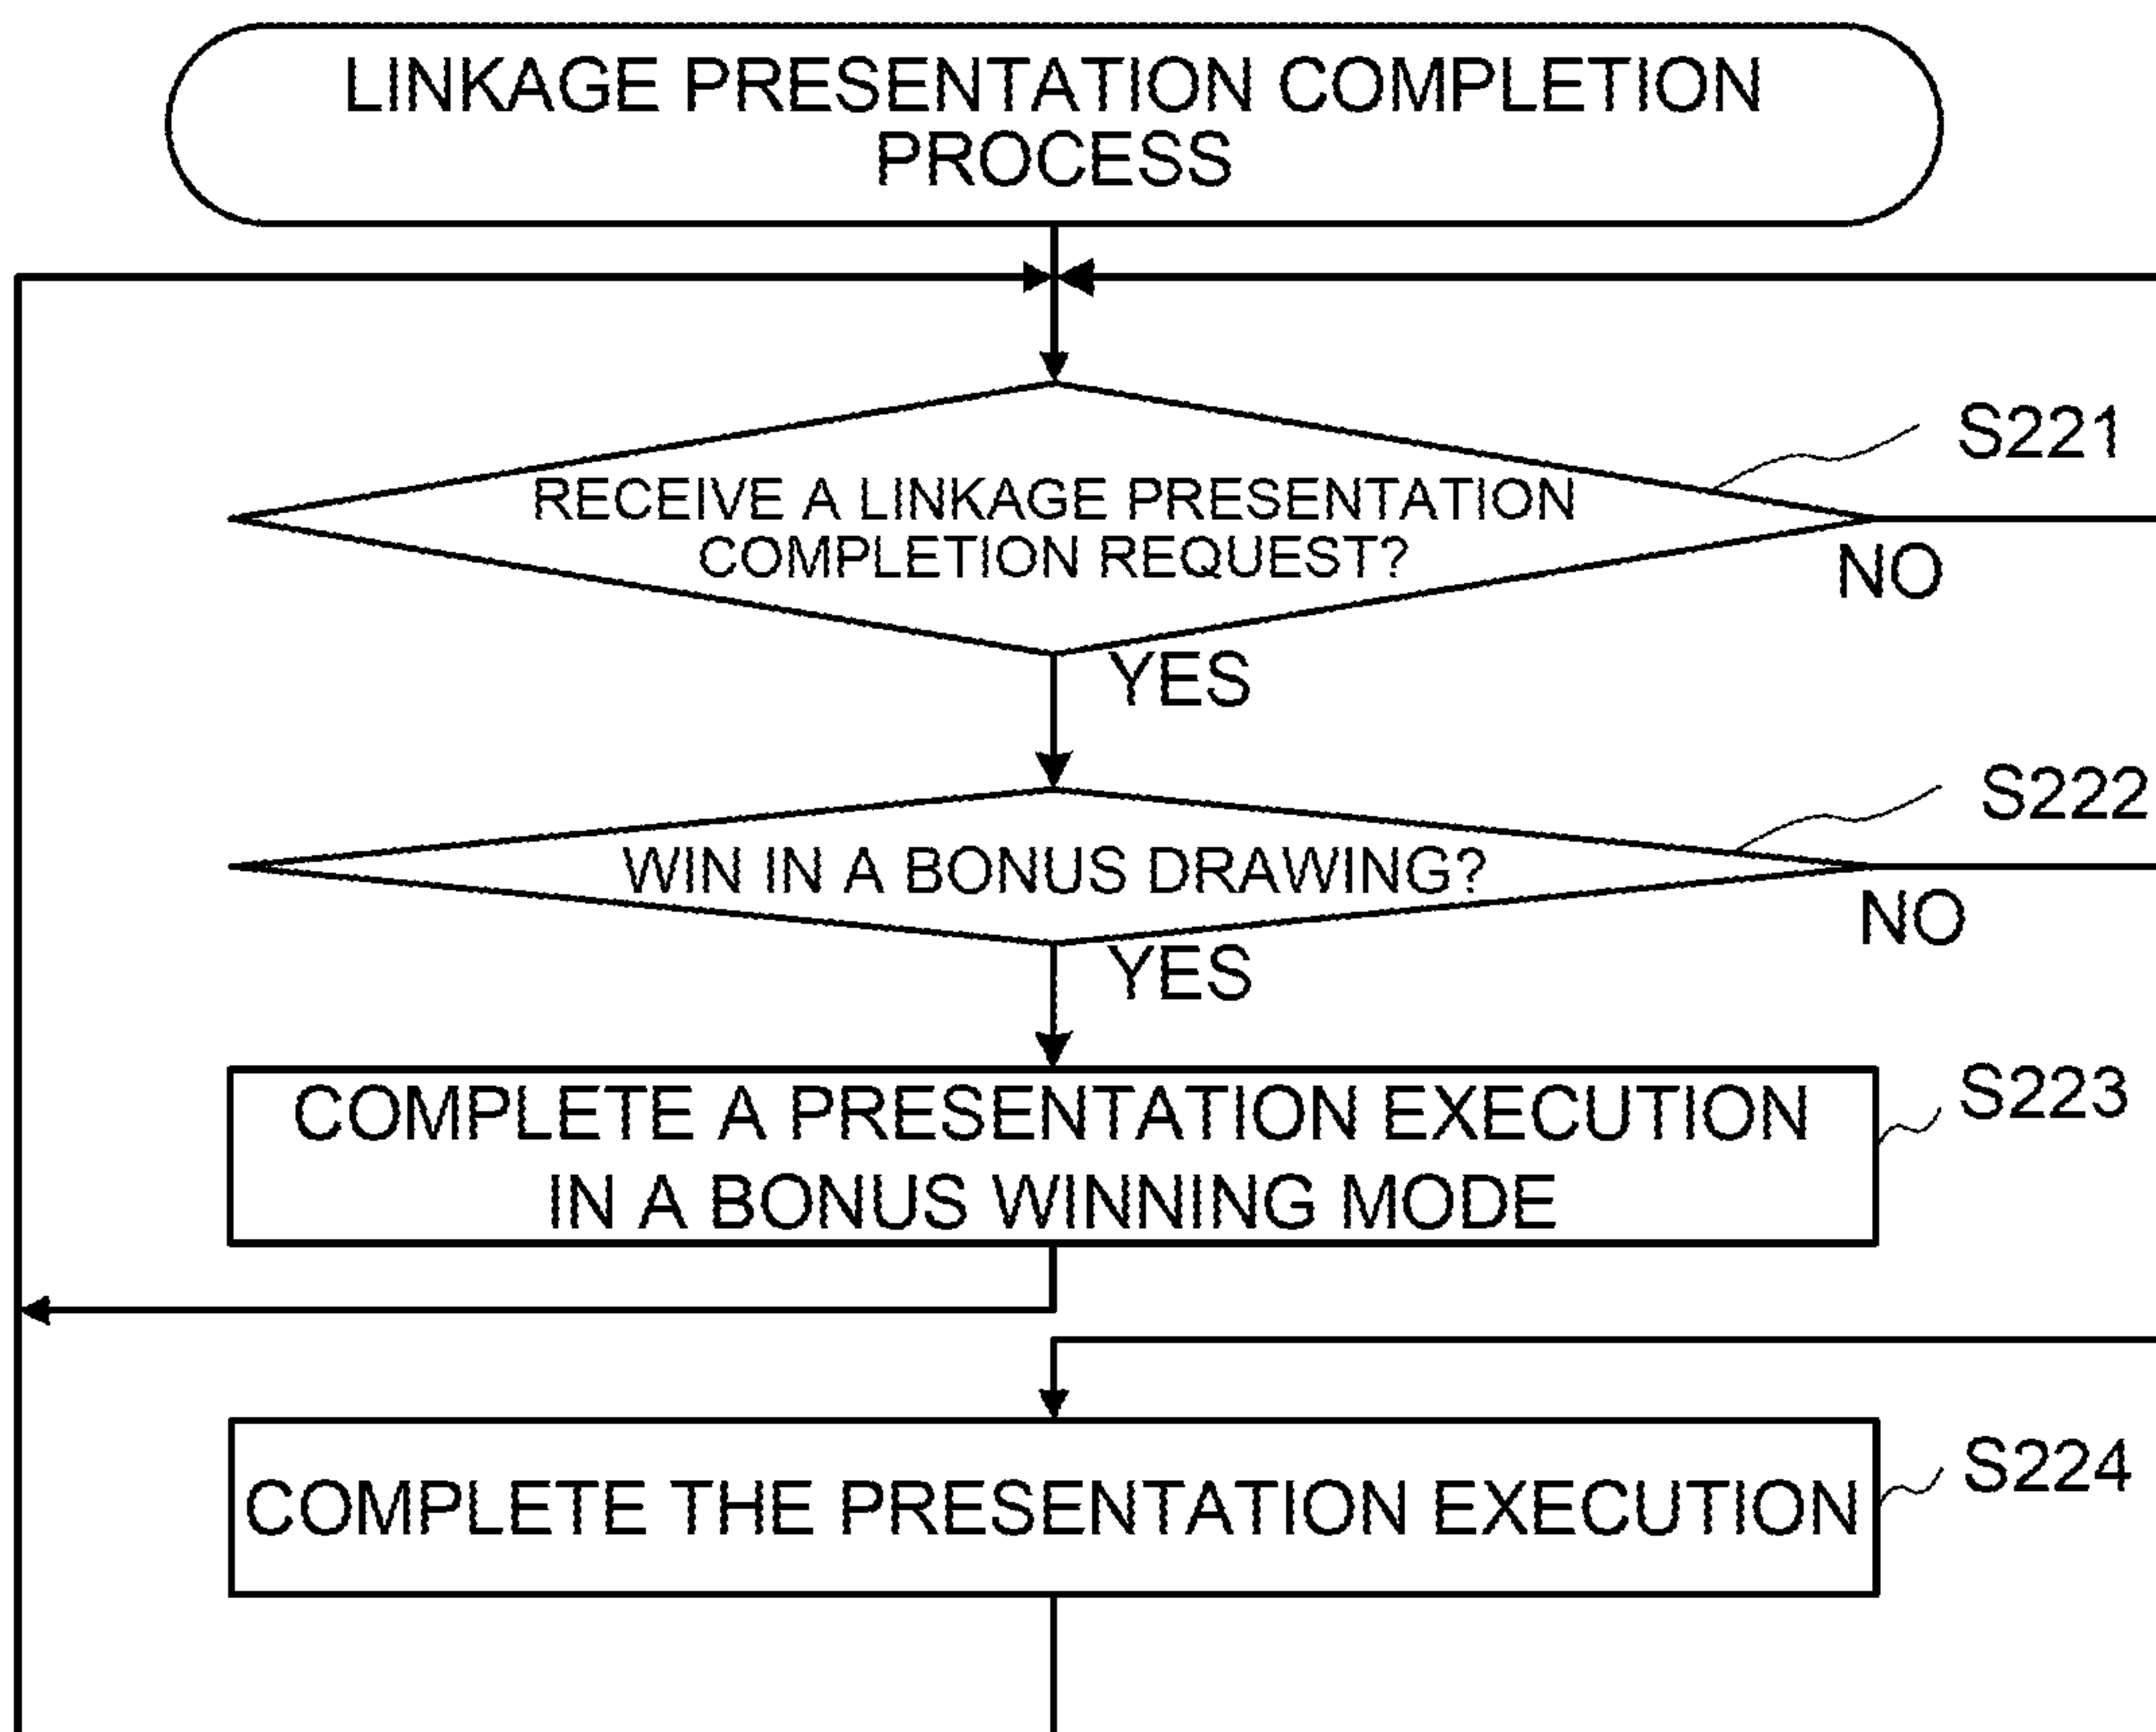 LINKAGE PRESENTATION COMPLETION
PROCESS
S221
RECEIVE A LINKAGE PRESENTATION
COMPLETION REQUEST?
NO
YES
S222
WIN IN A BONUS DRAWING?
NO
YES
S223
COMPLETE A PRESENTATION EXECUTION
IN A BONUS WINNING MODE
S224
COMPLETE THE PRESENTATION EXECUTION